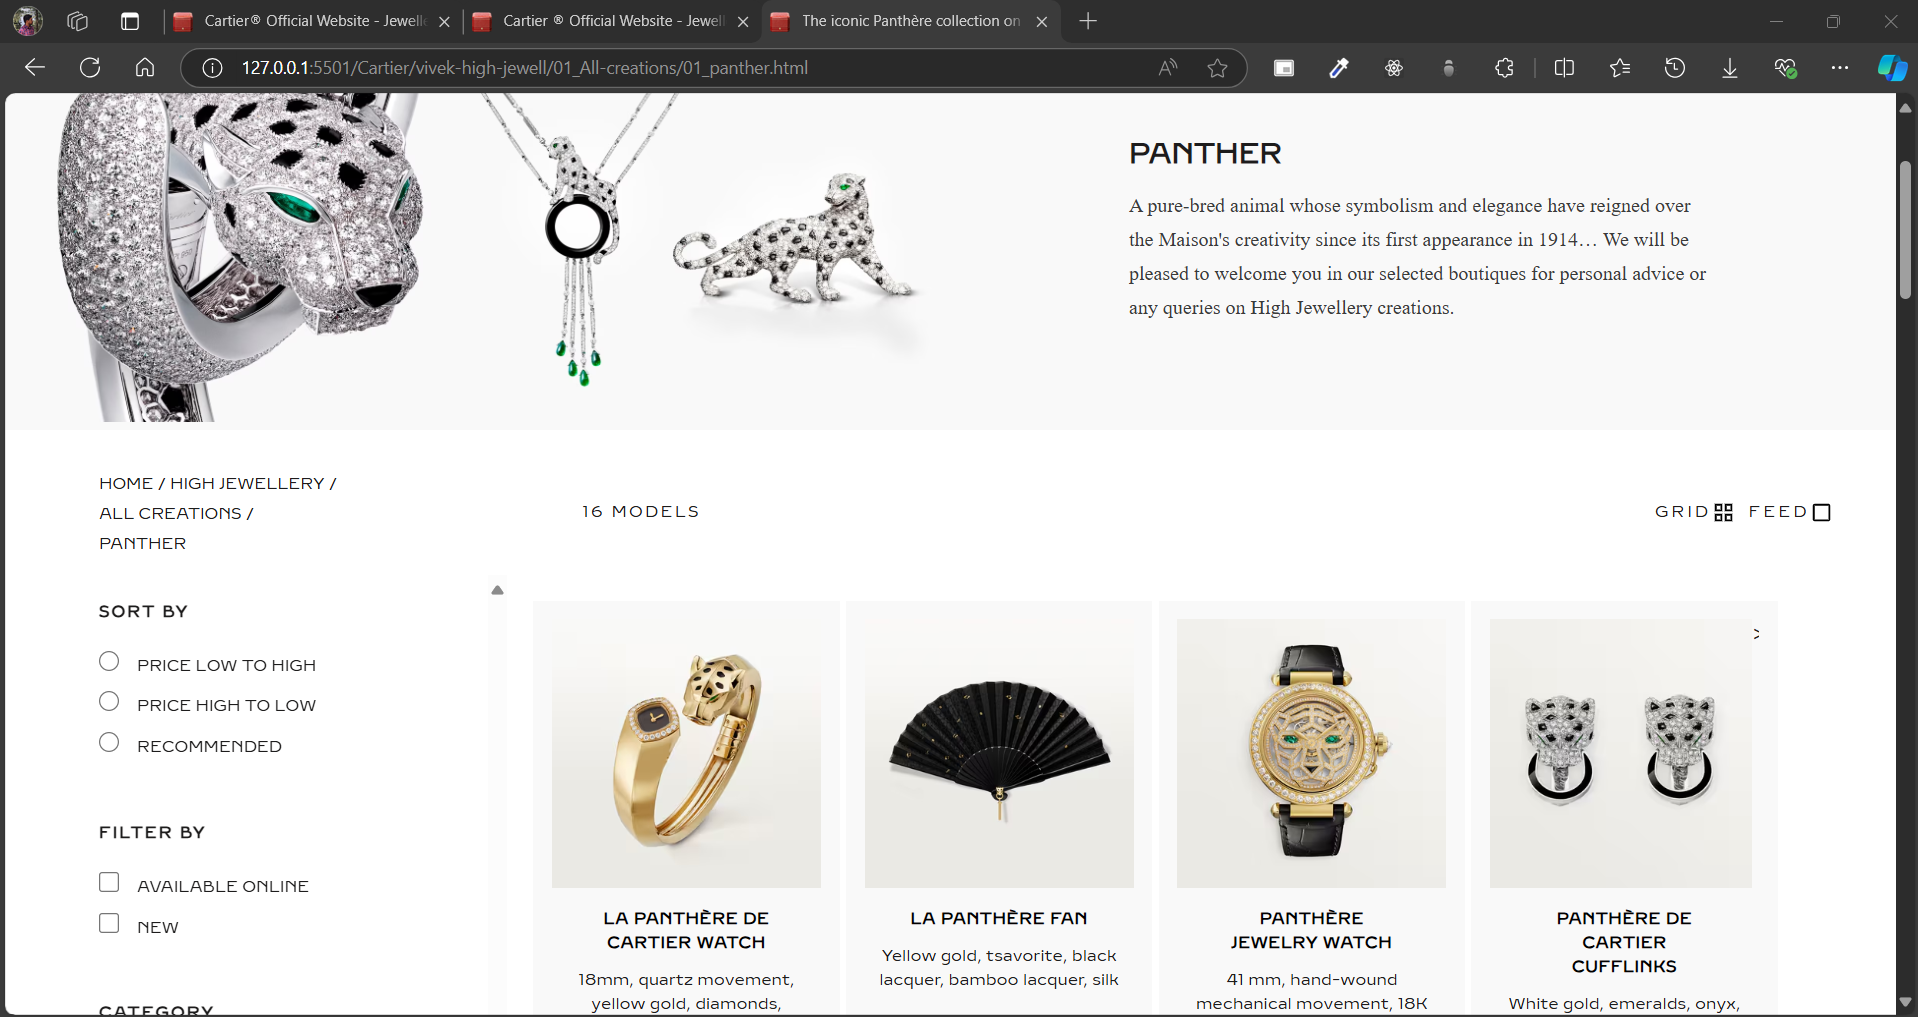 Cartier® Official Website - Jewelle
Cartier ® Official Website - Jewell
The iconic Panthère collection on
127.0.0.1:5501/Cartier/vivek-high-jewell/01_All-creations/01_panther.html
PANTHER
A pure-bred animal whose symbolism and elegance have reigned over
the Maison's creativity since its first appearance in 1914… We will be
pleased to welcome you in our selected boutiques for personal advice or
any queries on High Jewellery creations.
HOME / HIGH JEWELLERY /
ALL CREATIONS /
PANTHER
16 MODELS
GRID FEED
SORT BY
PRICE LOW TO HIGH
PRICE HIGH TO LOW
RECOMMENDED
FILTER BY
AVAILABLE ONLINE
NEW
CATEGORY
>
LA PANTHÈRE DE
CARTIER WATCH
18mm, quartz movement,
yellow gold, diamonds,
LA PANTHÈRE FAN
Yellow gold, tsavorite, black
lacquer, bamboo lacquer, silk
PANTHÈRE
JEWELRY WATCH
41 mm, hand-wound
mechanical movement, 18K
PANTHÈRE DE
CARTIER
CUFFLINKS
White gold, emeralds, onyx,